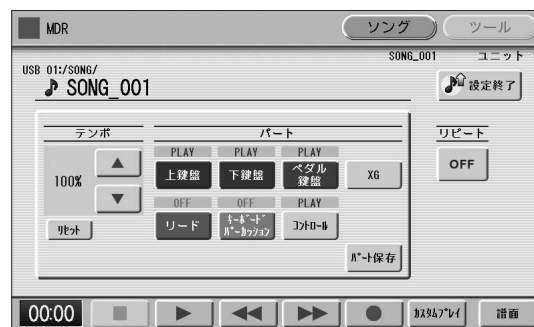 MDR
ソング
ツール
SONG_001
ユニット
USB 01:/SONG/
SONG_001
設定終了
テンポ
パート
リピート
PLAY
PLAY
PLAY
上鍵盤
下鍵盤
ペダル
鍵盤
XG
OFF
100%
OFF
OFF
PLAY
リセット
リード
キーボード
パーカッション
コントロール
パート保存
00:00
カスタムプレイ
譜面